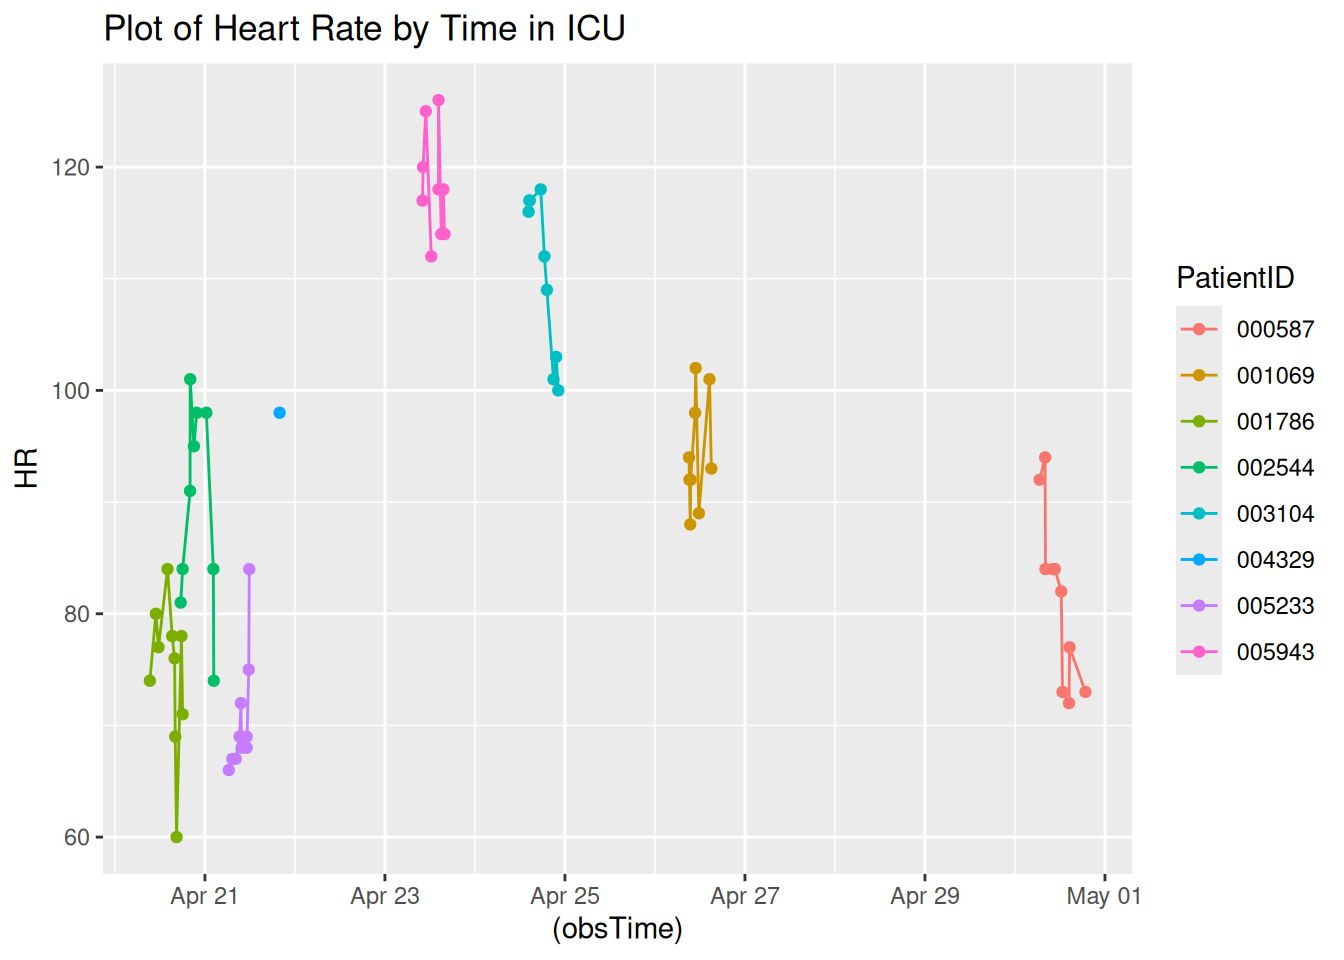 Plot of Heart Rate by Time in ICU
HR
120
100
80
60
Apr 21
Apr 23
Apr 25
Apr 27
Apr 29
May 01
(obsTime)
PatientID
000587
001069
001786
002544
003104
004329
005233
005943